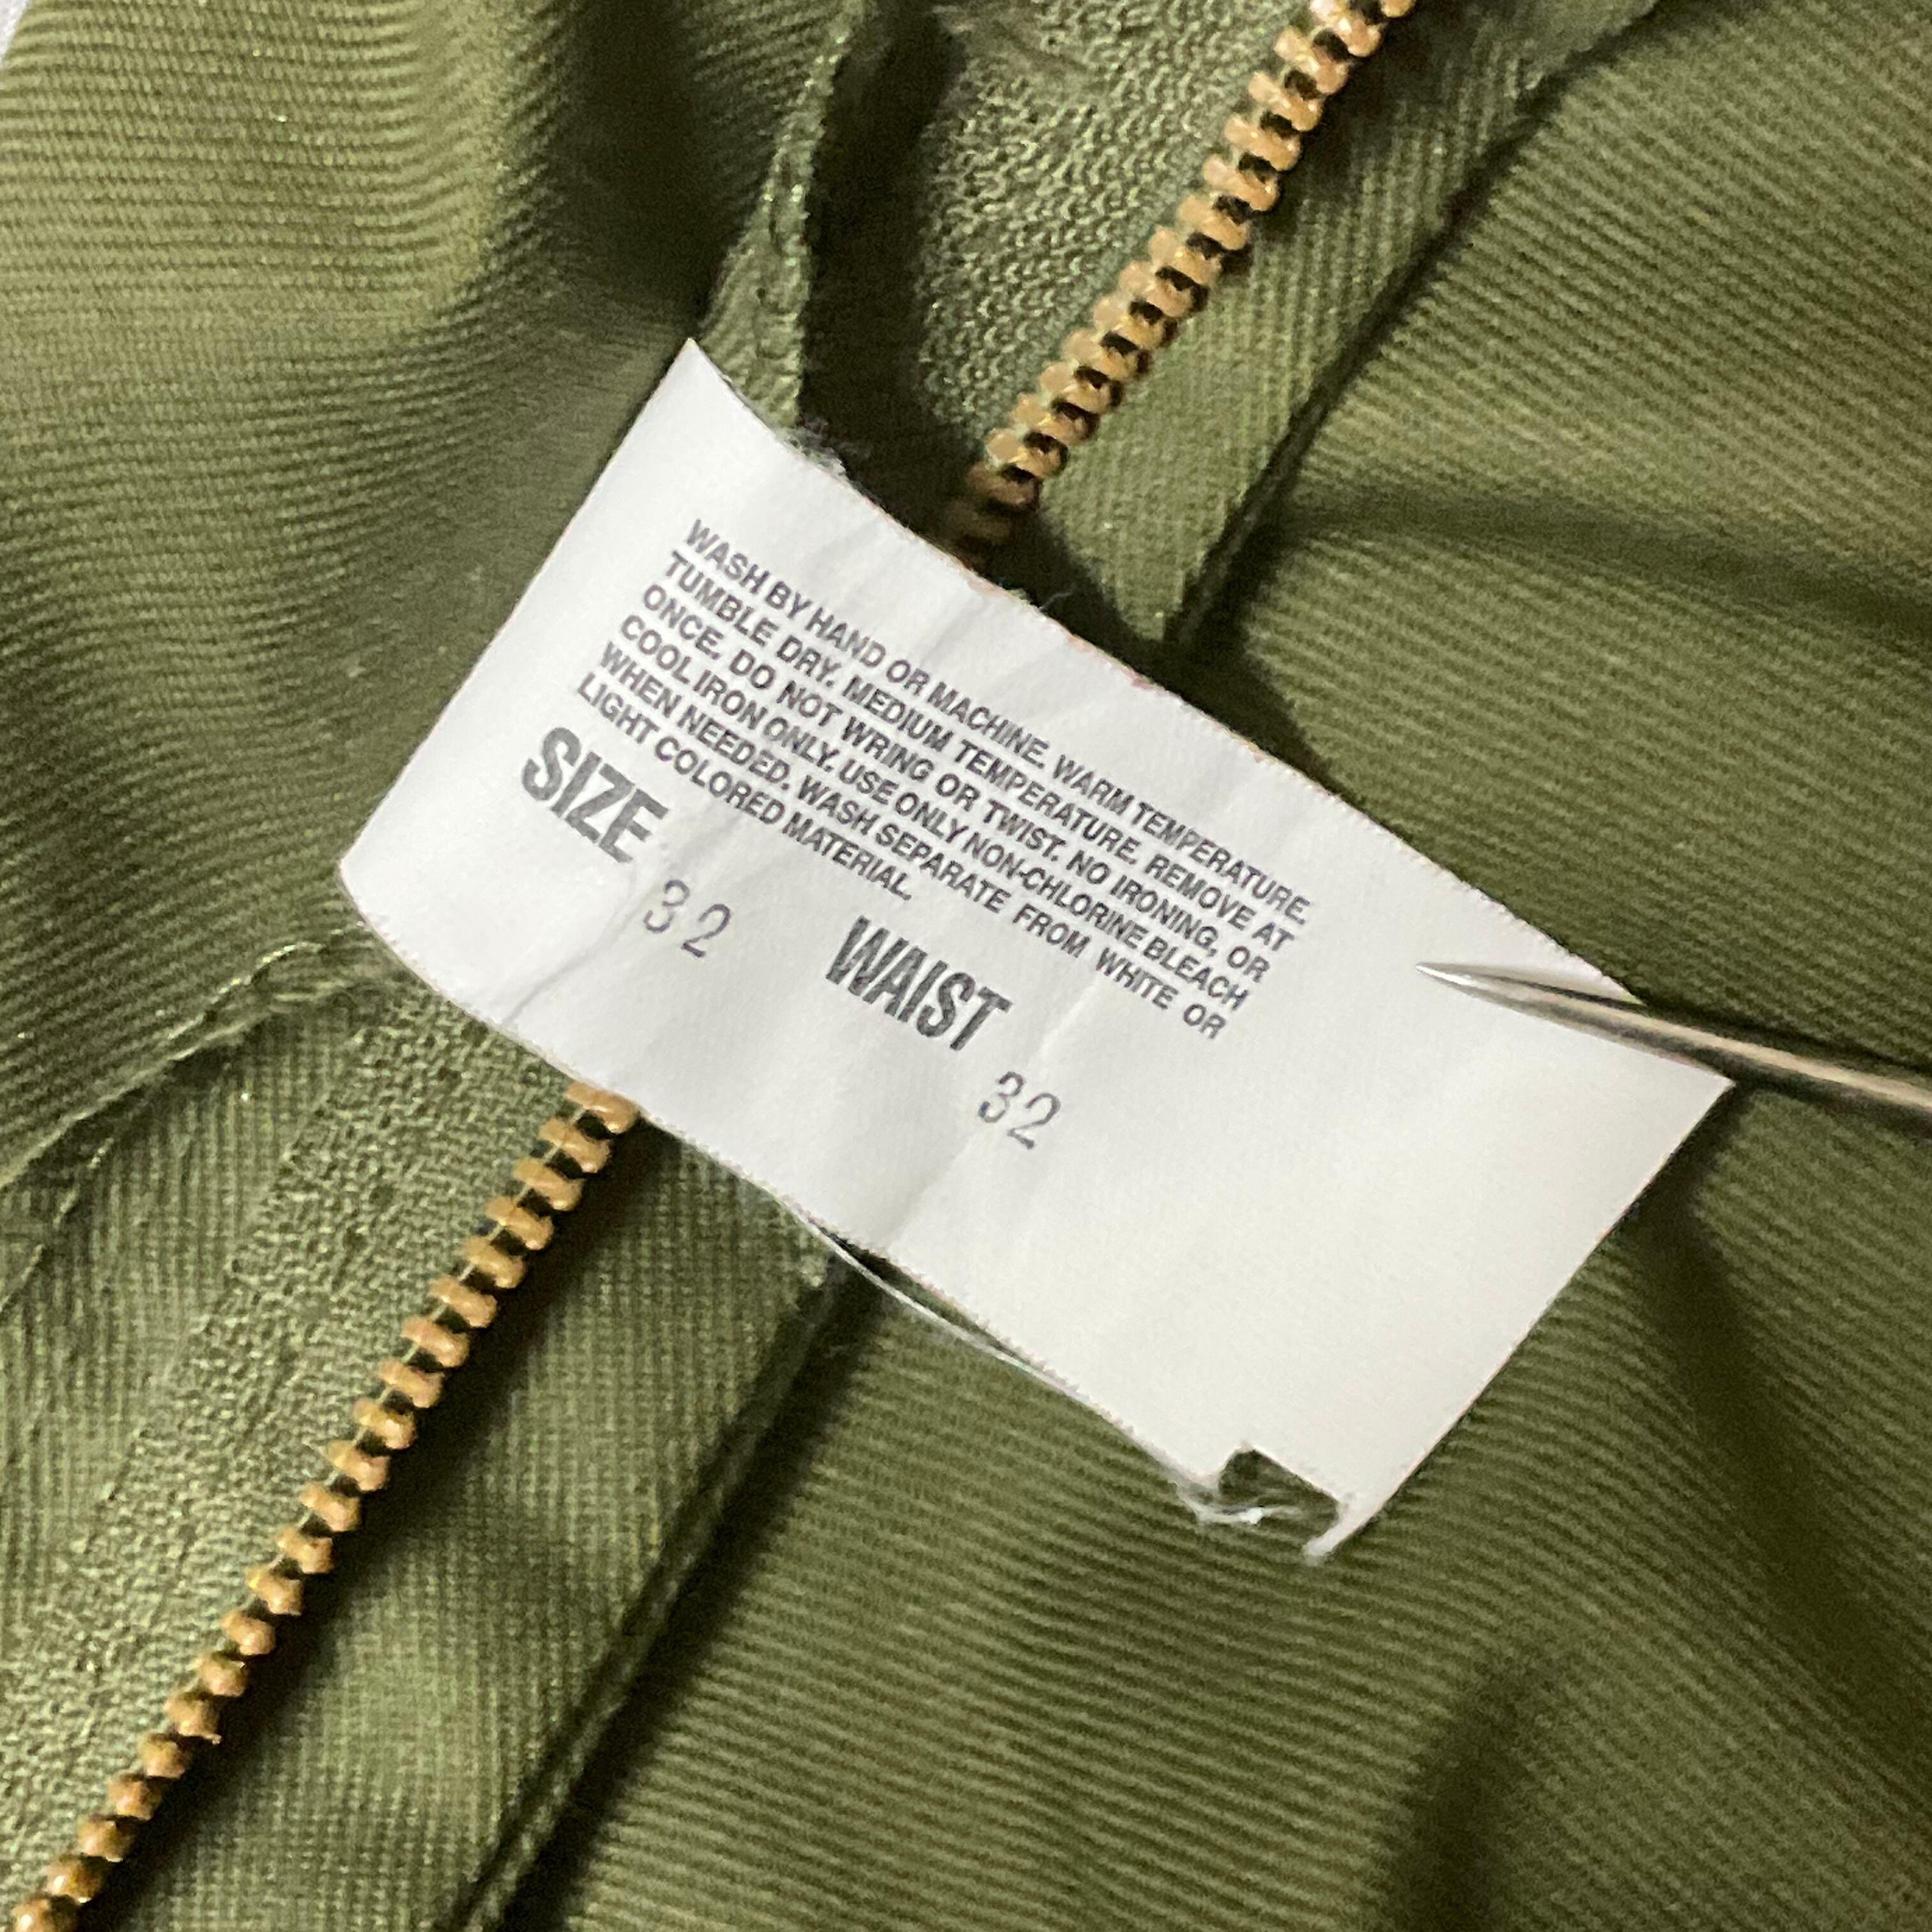 WASH BY HAND OR MACHINE. WARM TEMPERATURE.
TUMBLE DRY. MEDIUM TEMPERATURE. REMOVE AT
ONCE. DO NOT WRING OR TWIST. NO IRONING, OR
COOL IRON ONLY. USE ONLY NON-CHLORINE BLEACH
WHEN NEEDED. WASH SEPARATE FROM WHITE OR
LIGHT COLORED MATERIAL.
SIZE 32 WAIST 32